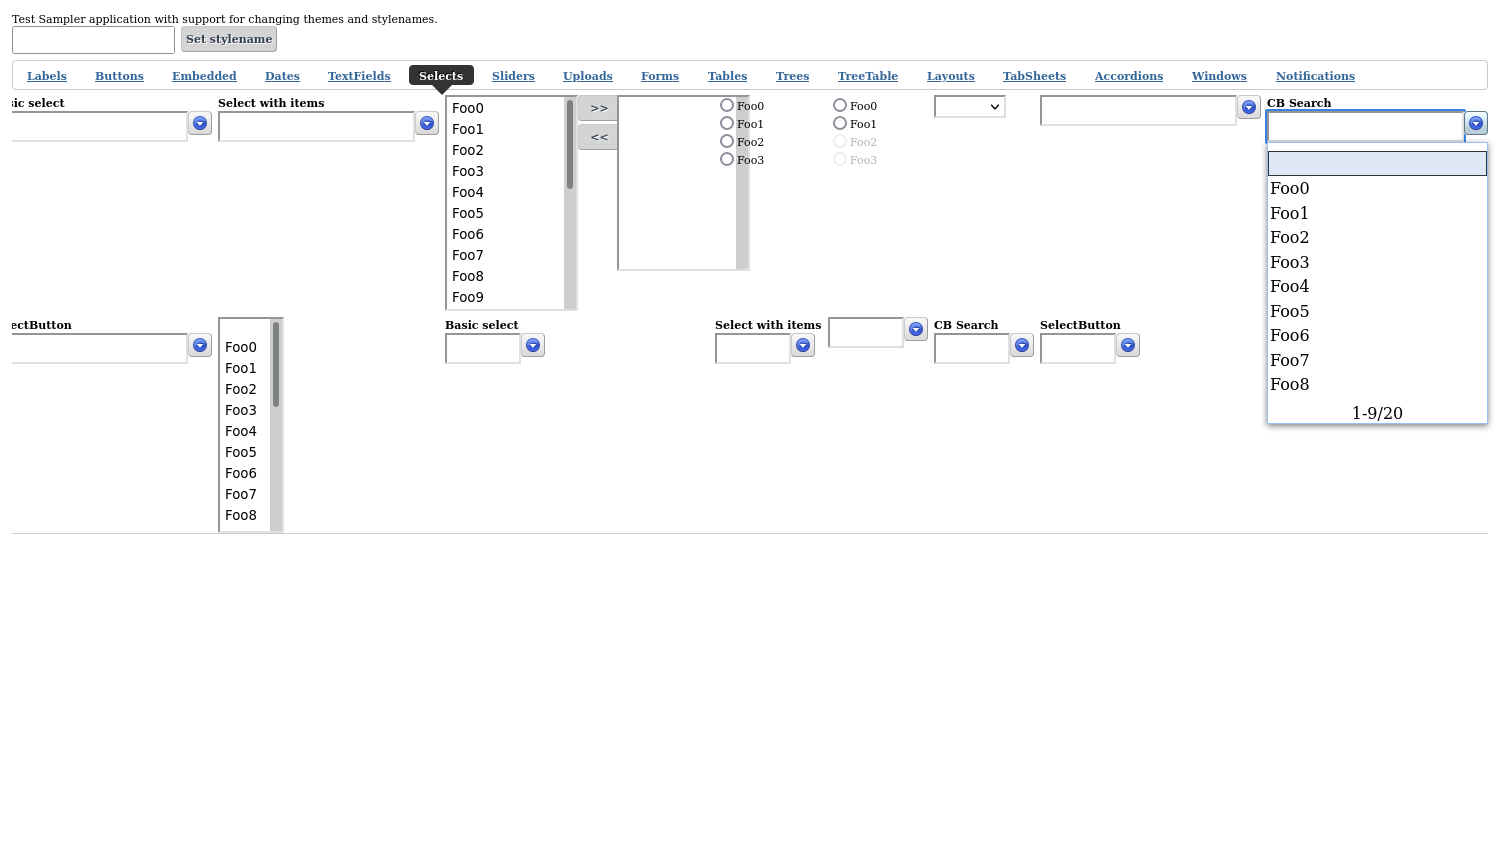 Test Sampler application with support for changing themes and stylenames.
Set stylename
Labels Buttons Embedded Dates TextFields Selects Sliders Uploads Forms Tables Trees TreeTable Layouts TabSheets Accordions Windows Notifications
sic select
Select with items
Foo0
Foo1
Foo2
Foo3
Foo4
Foo5
Foo6
Foo7
Foo8
Foo9
>>
<<
Foo0
Foo1
Foo2
Foo3
Foo0
Foo1
Foo2
Foo3
CB Search
Foo0
Foo1
Foo2
Foo3
Foo4
Foo5
Foo6
Foo7
Foo8
1-9/20
ectButton
Foo0
Foo1
Foo2
Foo3
Foo4
Foo5
Foo6
Foo7
Foo8
Basic select
Select with items
CB Search
SelectButton